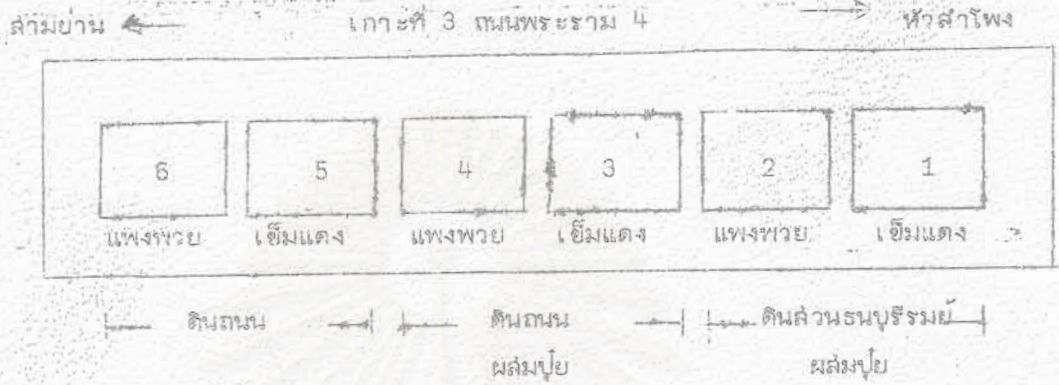 สามย่าน เกาะที่ 3 ถนนพระราม 4 หัวลำโพง
6 5 4 3 2 1
แพงพวย เข็มแดง แพงพวย เข็มแดง แพงพวย เข็มแดง
ดินถนน ดินถนน ดินสวนธนบุรีรมย์
ผสมปุ๋ย ผสมปุ๋ย